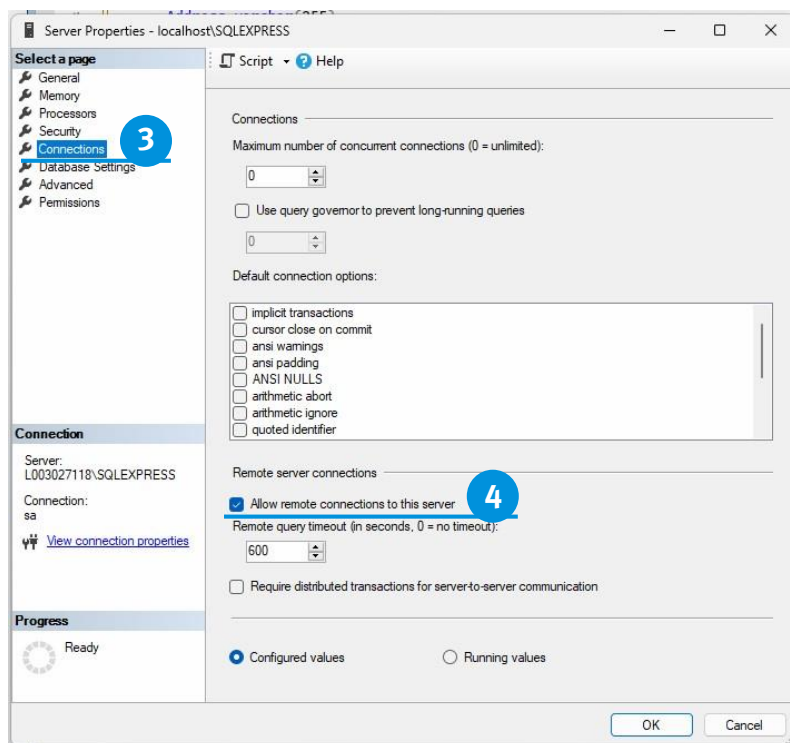 Server Properties - localhost\SQLEXPRESS
Select a page
General
Memory
Processors
Security
Connections
Database Settings
Advanced
Permissions
3
Script
Help
Connections
Maximum number of concurrent connections (0 = unlimited):
0
Use query governor to prevent long-running queries
0
Default connection options:
implicit transactions
cursor close on commit
ansi warnings
ansi padding
ANSI NULLS
arithmetic abort
arithmetic ignore
quoted identifier
Connection
Server:
L003027118\SQLEXPRESS
Connection:
sa
View connection properties
Remote server connections
Allow remote connections to this server
4
Remote query timeout (in seconds, 0 = no timeout):
600
Require distributed transactions for server-to-server communication
Progress
Ready
Configured values
Running values
OK
Cancel